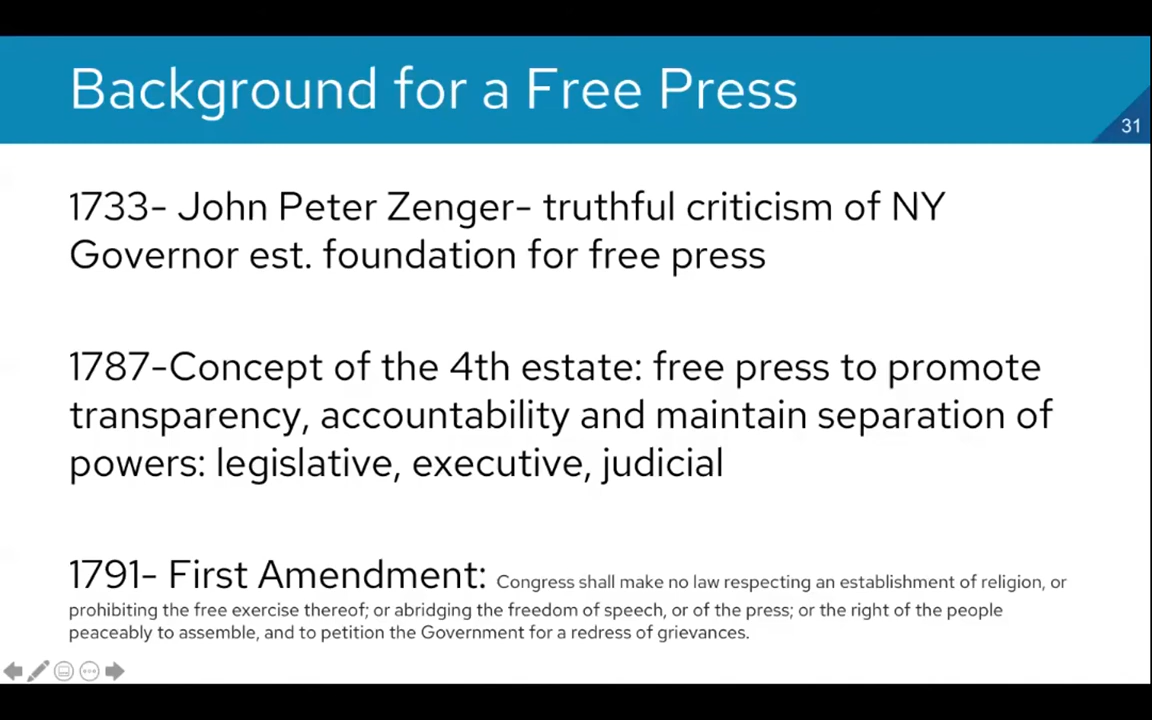 Background for a Free Press
31
1733- John Peter Zenger- truthful criticism of NY
Governor est. foundation for free press
1787-Concept of the 4th estate: free press to promote
transparency, accountability and maintain separation of
powers: legislative, executive, judicial
1791- First Amendment: Congress shall make no law respecting an establishment of religion, or
prohibiting the free exercise thereof; or abridging the freedom of speech, or of the press; or the right of the people
peaceably to assemble, and to petition the Government for a redress of grievances.